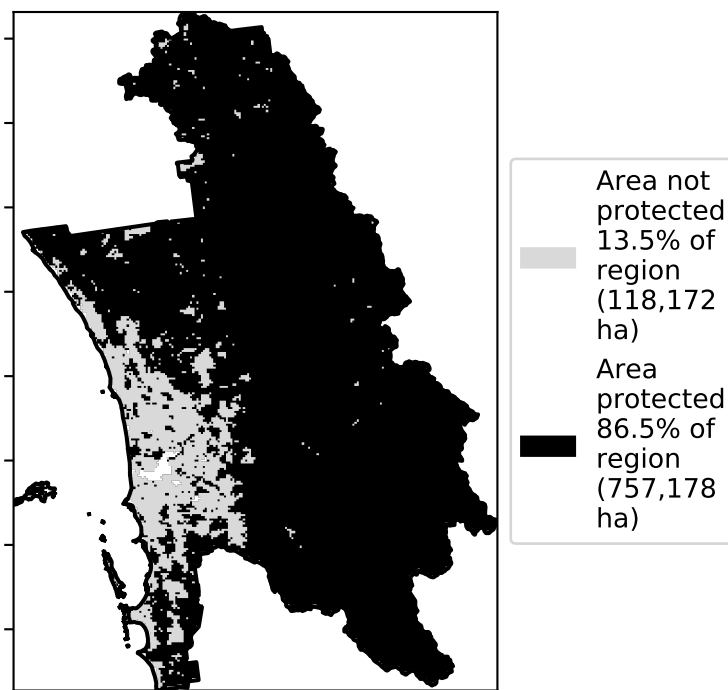 Area not
protected
13.5% of
region
(118,172
ha)
Area
protected
86.5% of
region
(757,178
ha)